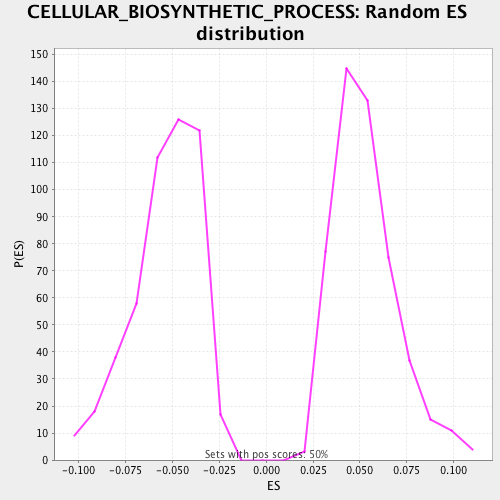 CELLULAR_BIOSYNTHETIC_PROCESS: Random ES
distribution
150
140
130
120
110
100
90
80
70
60
50
40
30
20
10
0
P(ES)
Sets with pos scores: 50%
-0.100 -0.075 -0.050 -0.025 0.000 0.025 0.050 0.075 0.100
ES